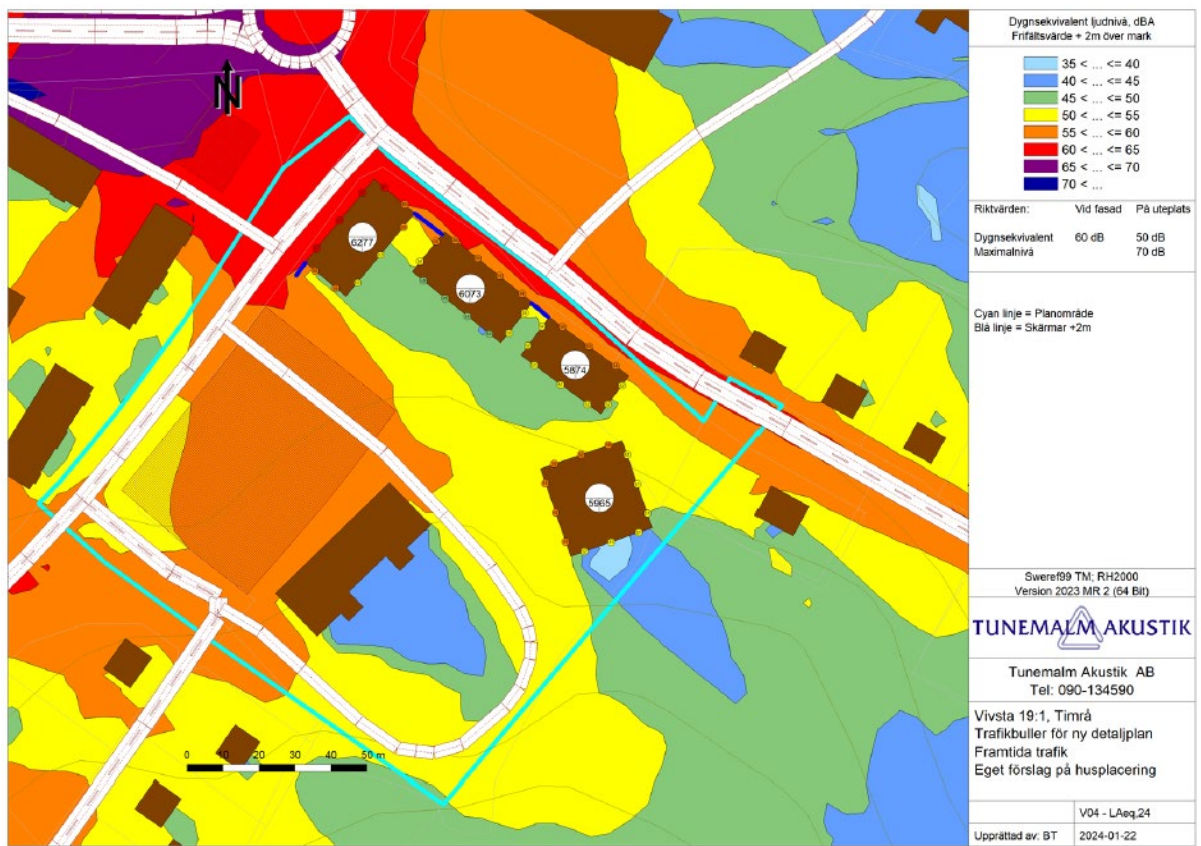 Dygnsekvivalent ljudnivå, dBA
Frifältsvärde + 2m över mark
35 < ... <= 40
40 < ... <= 45
45 < ... <= 50
50 < ... <= 55
55 < ... <= 60
60 < ... <= 65
65 < ... <= 70
70 < ...
Riktvärden: Vid fasad På uteplats
Dygnsekvivalent 60 dB 50 dB
Maximalnivå 70 dB
Cyan linje = Planområde
Blå linje = Skärmar +2m
Sweref99 TM; RH2000
Version 2023 MR 2 (64 Bit)
TUNEMALM AKUSTIK
Tunemalm Akustik AB
Tel: 090-134590
Vivsta 19:1, Timrå
Trafikbuller för ny detaljplan
Framtida trafik
Eget förslag på husplacering
V04 - LAeq,24
Upprättad av: BT 2024-01-22
N
6277
6073
5874
5965
0 10 20 30 40 50 m